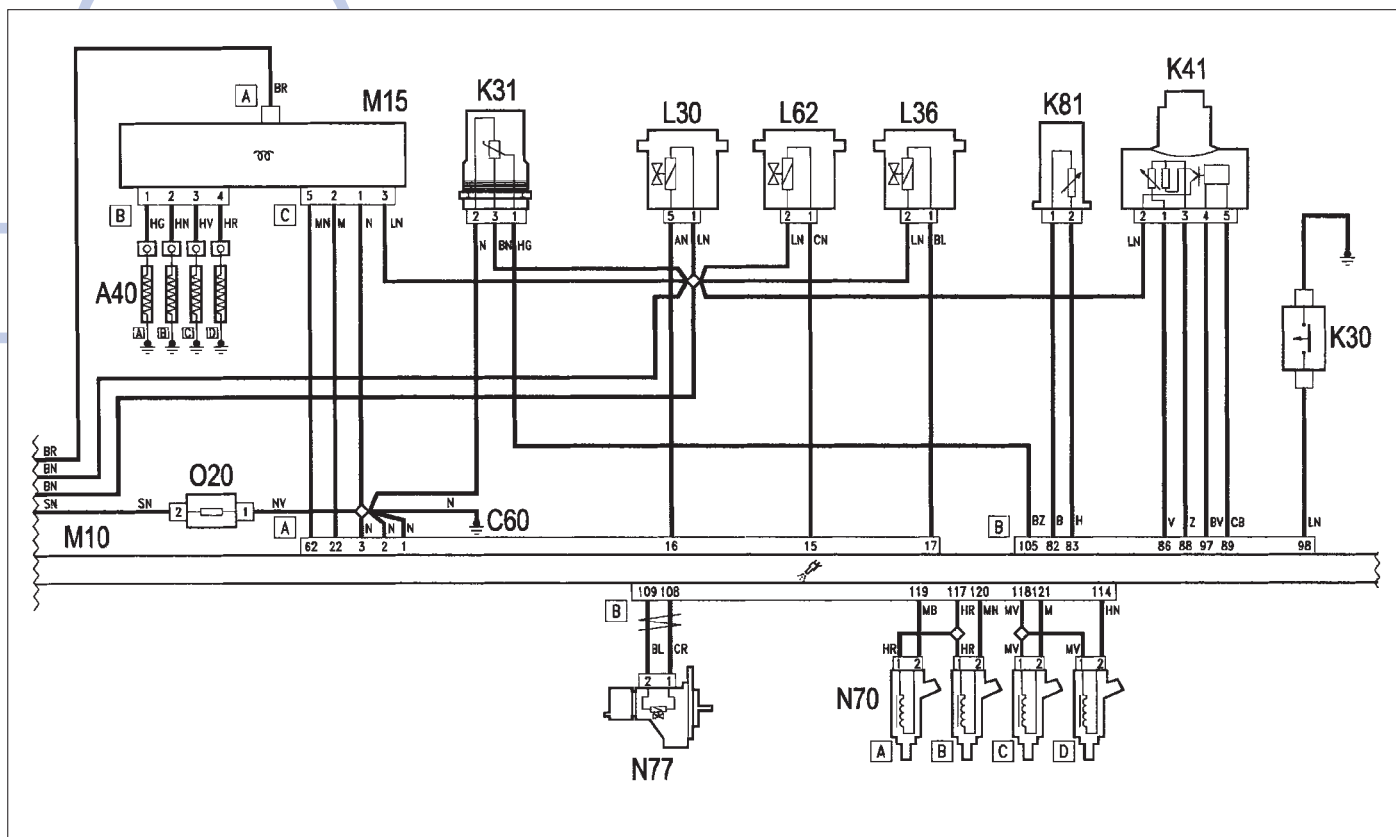 K41
A BR M15 K31 L30 L62 L36 K81
1 2 3 4 5 2 1 3
B HG HN HV HR C MN M N LN
2 3 1 5 1 2 1 2 1 1 2 2 1 3 4 5
N BN HG AN LN LN CN LN BL LN
A40
A B C D
K30
BR
BN
BN
SN
O20
SN 2 1 NV N C60
M10
A N N N B BZ B H V Z BV CB LN
62 22 3 2 1 16 15 17 105 82 83 86 88 97 89 98
109 108 119 117 120 118 121 114
B MB HR MN MV M HN
BL CR HR HR MV MV
2 1 1 2 1 2 1 2 1 2
N70
A B C D
N77